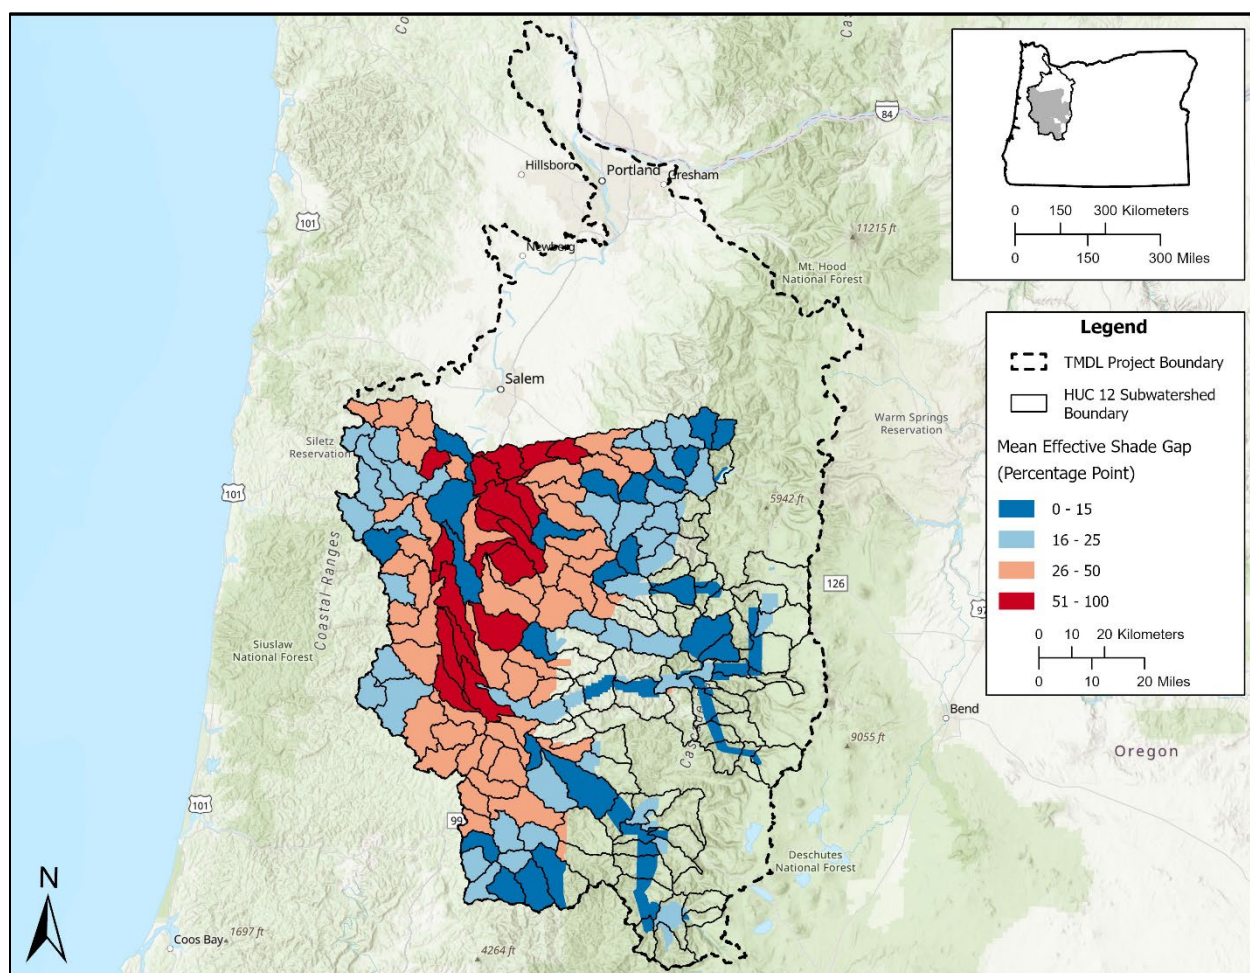 Co
Cas
84
Hillsboro
Portland
Gresham
101
Newberg
11215 ft
Mt. Hood
National Forest
0 150 300 Kilometers
0 150 300 Miles
Legend
TMDL Project Boundary
HUC 12 Subwatershed
Boundary
Mean Effective Shade Gap
(Percentage Point)
0 - 15
16 - 25
26 - 50
51 - 100
0 10 20 Kilometers
0 10 20 Miles
Salem
Warm Springs
Reservation
Siletz
Reservation
101
5942 ft
Coastal Ranges
126
97
Siuslaw
National Forest
Bend
Oregon
9055 ft
101
99
Deschutes
National Forest
N
Coos Bay
1697 ft
4264 ft